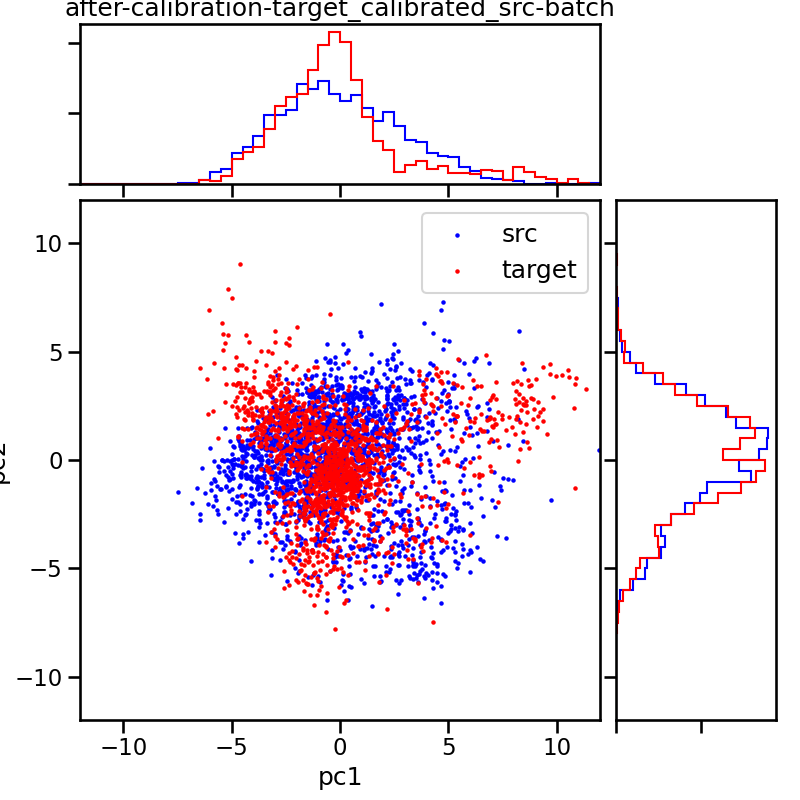 after-calibration-target_calibrated_src-batch
src
target
10
5
0
−5
−10
−10
−5
0
5
10
pc1
pc2